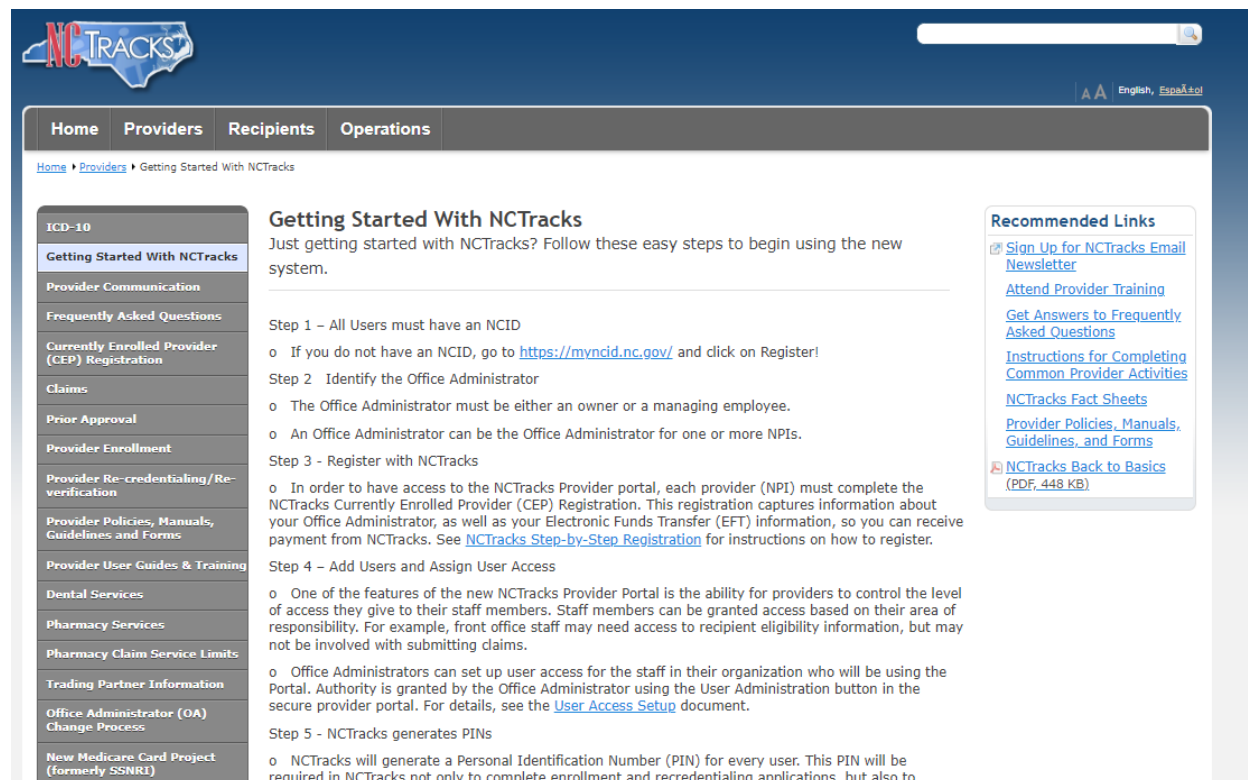 NCTRACKS
A A English, EspaÃ±ol
Home Providers Recipients Operations
Home Providers Getting Started With NCTracks
ICD-10
Getting Started With NCTracks
Provider Communication
Frequently Asked Questions
Currently Enrolled Provider
(CEP) Registration
Claims
Prior Approval
Provider Enrollment
Provider Re-credentialing/Re-
verification
Provider Policies, Manuals,
Guidelines and Forms
Provider User Guides & Training
Dental Services
Pharmacy Services
Pharmacy Claim Service Limits
Trading Partner Information
Office Administrator (OA)
Change Process
New Medicare Card Project
(formerly SSNRI)
Getting Started With NCTracks
Just getting started with NCTracks? Follow these easy steps to begin using the new
system.
Step 1 – All Users must have an NCID
o If you do not have an NCID, go to https://myncid.nc.gov/ and click on Register!
Step 2 Identify the Office Administrator
o The Office Administrator must be either an owner or a managing employee.
o An Office Administrator can be the Office Administrator for one or more NPIs.
Step 3 - Register with NCTracks
o In order to have access to the NCTracks Provider portal, each provider (NPI) must complete the
NCTracks Currently Enrolled Provider (CEP) Registration. This registration captures information about
your Office Administrator, as well as your Electronic Funds Transfer (EFT) information, so you can receive
payment from NCTracks. See NCTracks Step-by-Step Registration for instructions on how to register.
Step 4 – Add Users and Assign User Access
o One of the features of the new NCTracks Provider Portal is the ability for providers to control the level
of access they give to their staff members. Staff members can be granted access based on their area of
responsibility. For example, front office staff may need access to recipient eligibility information, but may
not be involved with submitting claims.
o Office Administrators can set up user access for the staff in their organization who will be using the
Portal. Authority is granted by the Office Administrator using the User Administration button in the
secure provider portal. For details, see the User Access Setup document.
Step 5 - NCTracks generates PINs
o NCTracks will generate a Personal Identification Number (PIN) for every user. This PIN will be
required in NCTracks not only to complete enrollment and recredentialing applications, but also to
Recommended Links
Sign Up for NCTracks Email
Newsletter
Attend Provider Training
Get Answers to Frequently
Asked Questions
Instructions for Completing
Common Provider Activities
NCTracks Fact Sheets
Provider Policies, Manuals,
Guidelines, and Forms
NCTracks Back to Basics
(PDF, 448 KB)